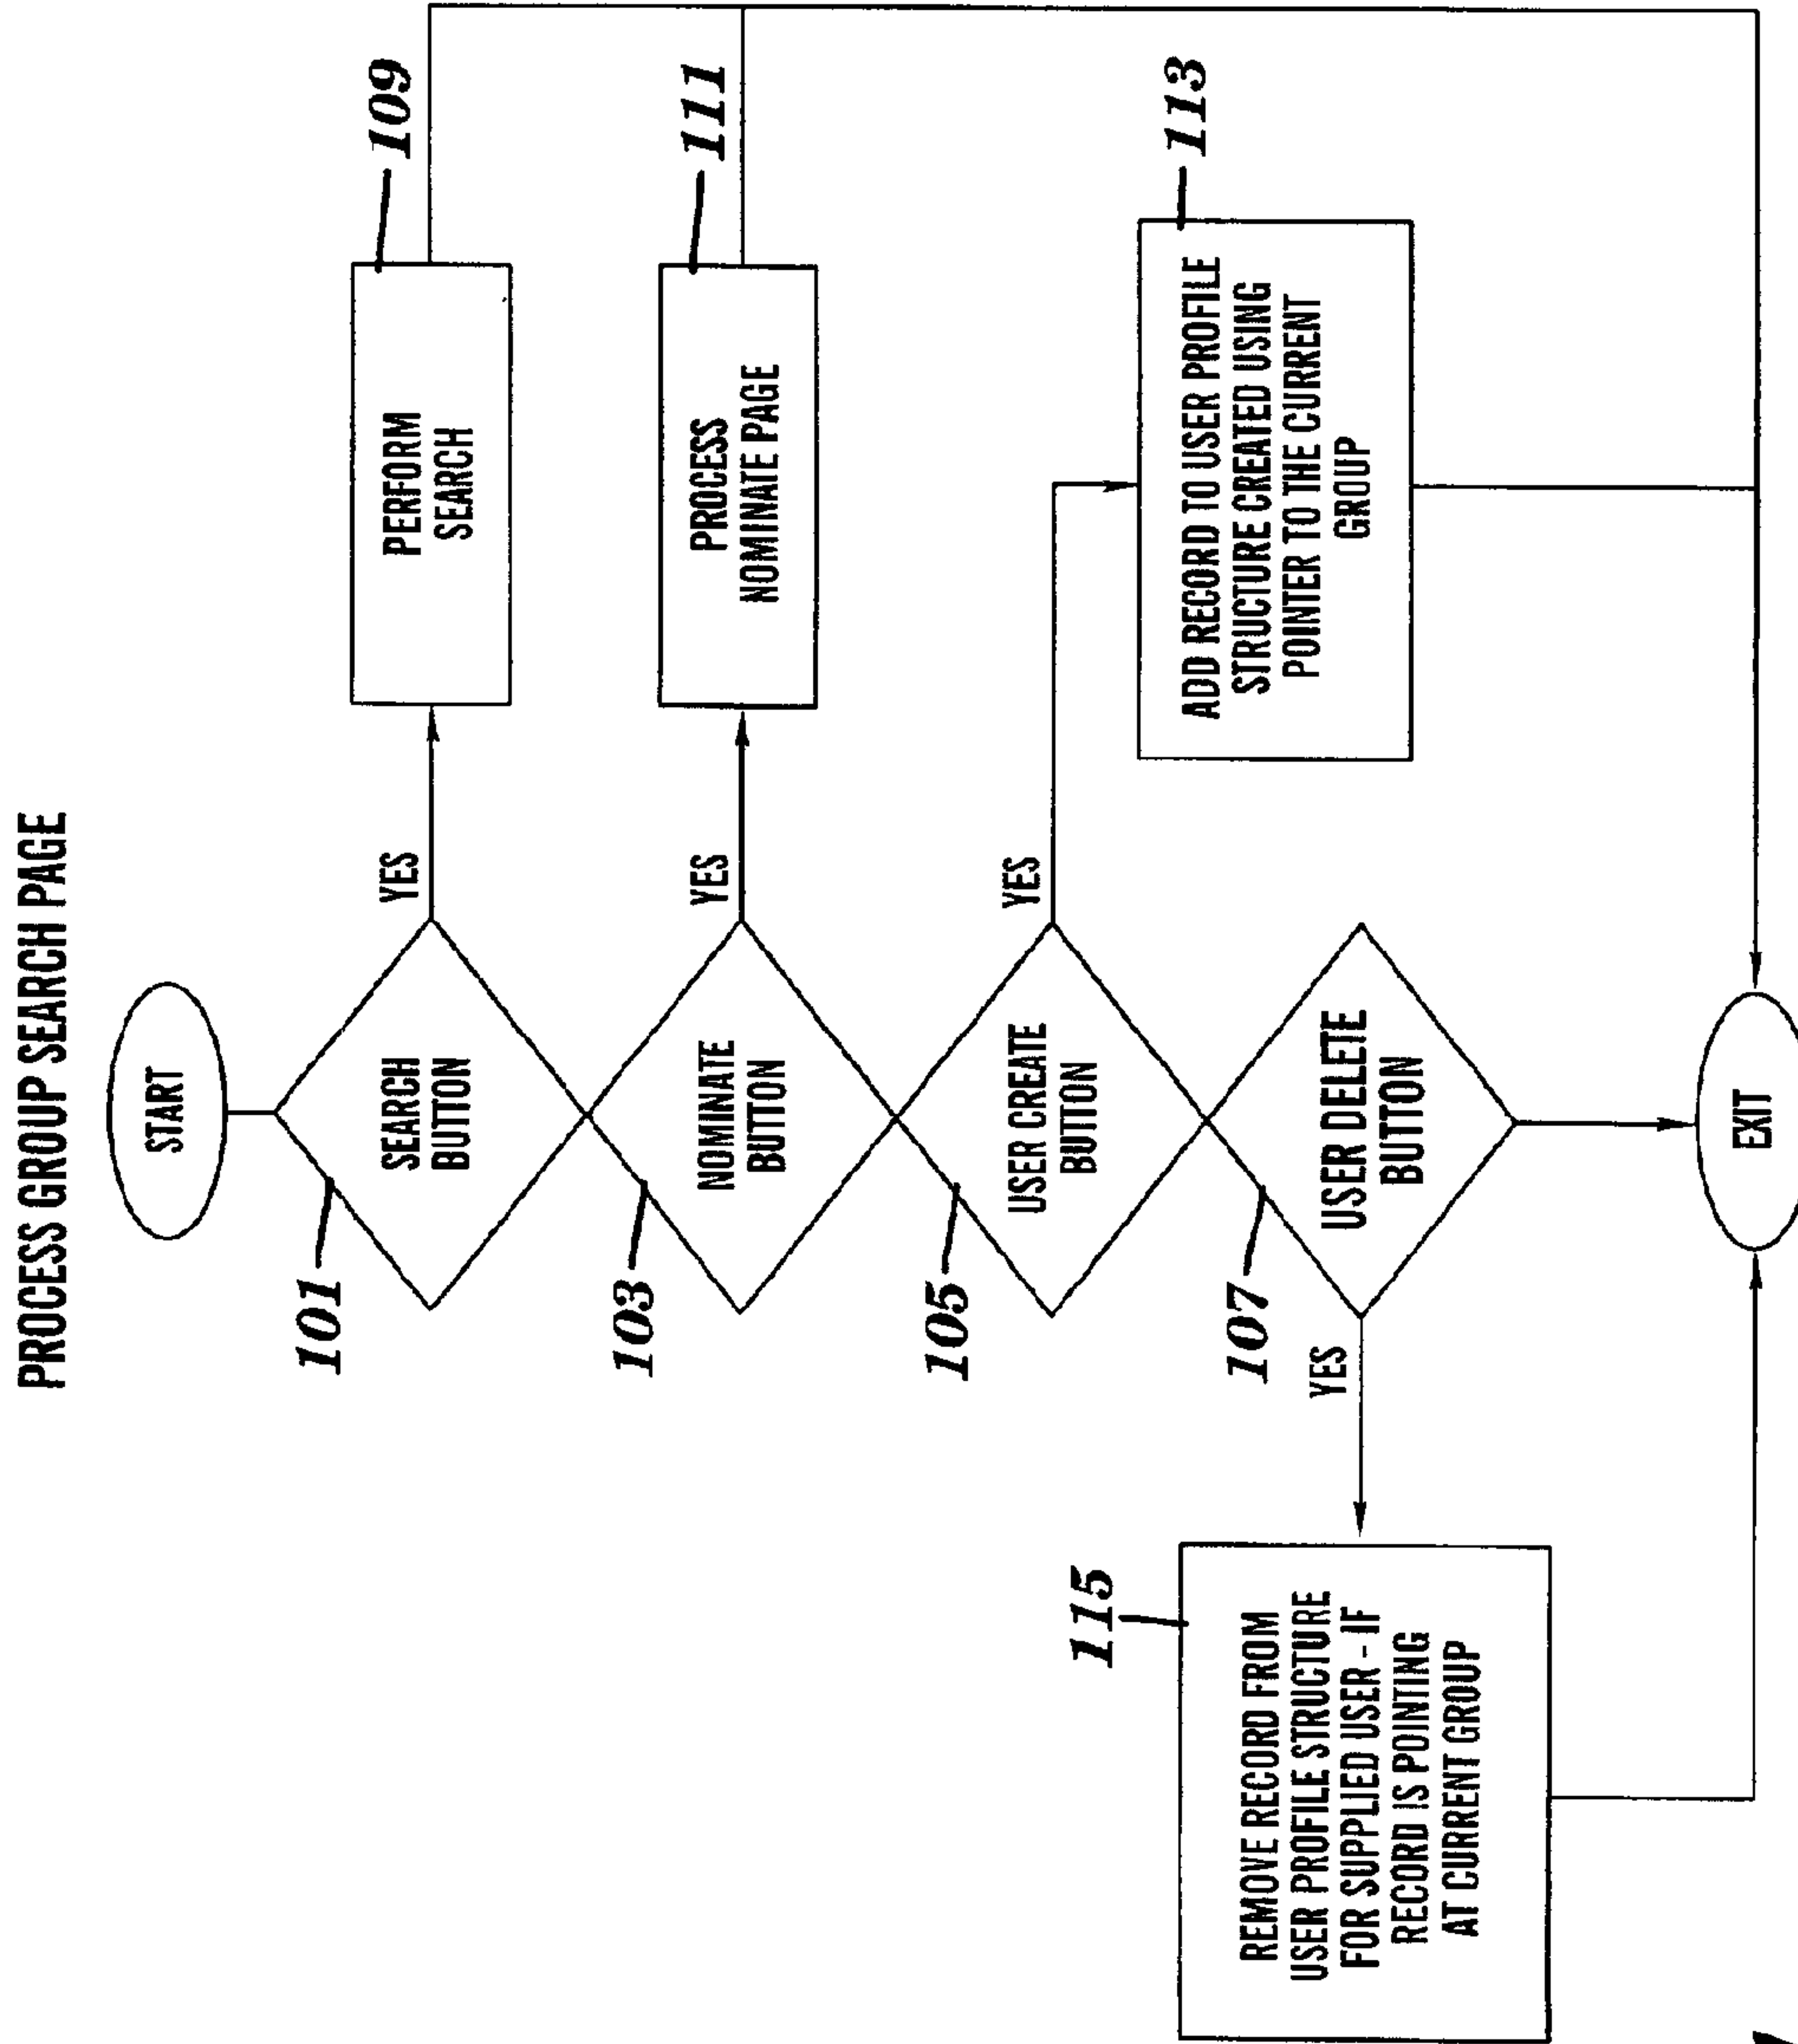 PROCESS GROUP SEARCH PAGE
START
101
SEARCH
BUTTON
YES
109
PERFORM
SEARCH
103
NOMINATE
BUTTON
YES
111
PROCESS
NOMINATE PAGE
105
USER CREATE
BUTTON
YES
113
ADD RECORD TO USER PROFILE
STRUCTURE CREATED USING
POINTER TO THE CURRENT
GROUP
107
USER DELETE
BUTTON
YES
115
REMOVE RECORD FROM
USER PROFILE STRUCTURE
FOR SUPPLIED USER - IF
RECORD IS POINTING
AT CURRENT GROUP
EXIT